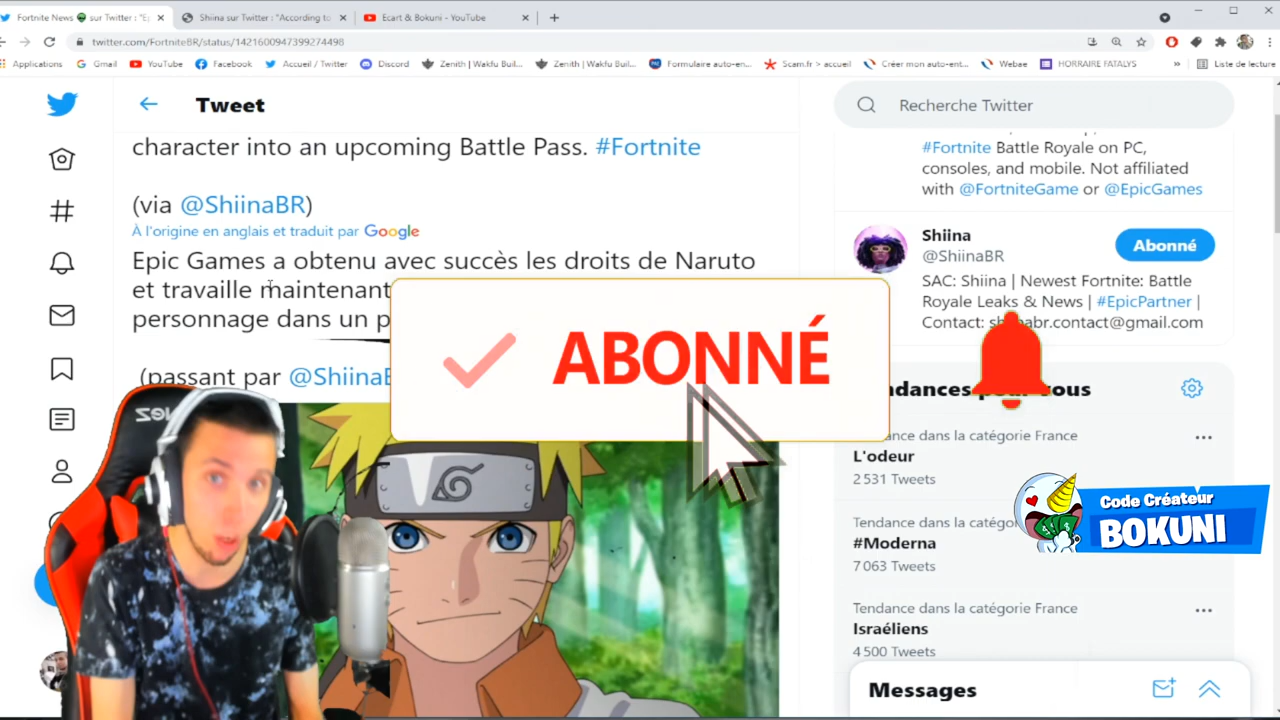 Fortnite News sur Twitter : "Ep
Shiina sur Twitter : "According to
Ecart & Bokuni - YouTube
twitter.com/FortniteBR/status/1421600947399274498
Applications
Gmail
YouTube
Facebook
Accueil / Twitter
Discord
Zenith | Wakfu Buil...
Zenith | Wakfu Buil...
Formulaire auto-en...
Scam.fr > accueil
Créer mon auto-ent...
Webae
HORRAIRE FATALYS
»
Liste de lecture
Tweet
character into an upcoming Battle Pass. #Fortnite
(via @ShiinaBR)
À l'origine en anglais et traduit par Google
Epic Games a obtenu avec succès les droits de Naruto
et travaille maintenant
personnage dans un p
(passant par @ShiinaB
ABONNÉ
Recherche Twitter
#Fortnite Battle Royale on PC,
consoles, and mobile. Not affiliated
with @FortniteGame or @EpicGames
Shiina
@ShiinaBR
Abonné
SAC: Shiina | Newest Fortnite: Battle
Royale Leaks & News | #EpicPartner |
Contact: shiinabr.contact@gmail.com
ndances pour vous
ance dans la catégorie France
L'odeur
2 531 Tweets
Tendance dans la catégo
#Moderna
7 063 Tweets
Tendance dans la catégorie France
Israéliens
4 500 Tweets
Code Créateur
BOKUNI
Messages